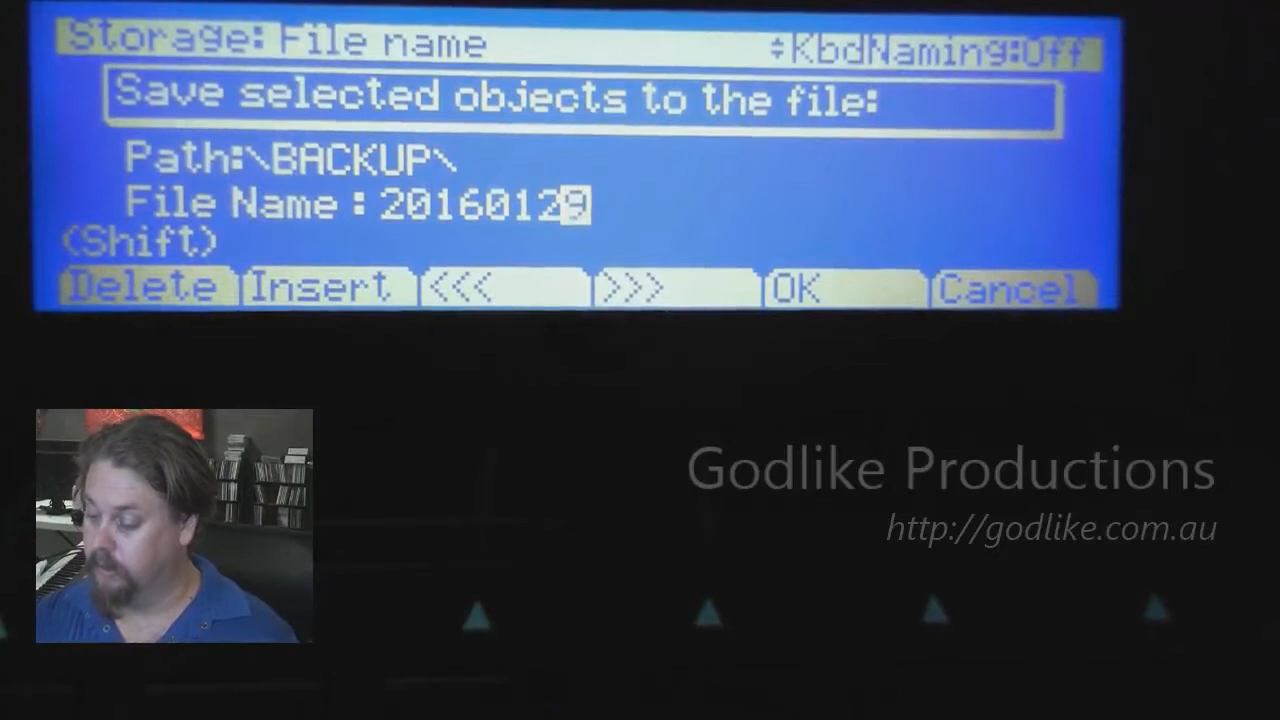 Storage: File name ÷KbdNaming:Off
Save selected objects to the file:
Path:\BACKUP\
File Name : 20160129
(Shift)
Delete Insert <<< >>> OK Cancel
Godlike Productions
http://godlike.com.au